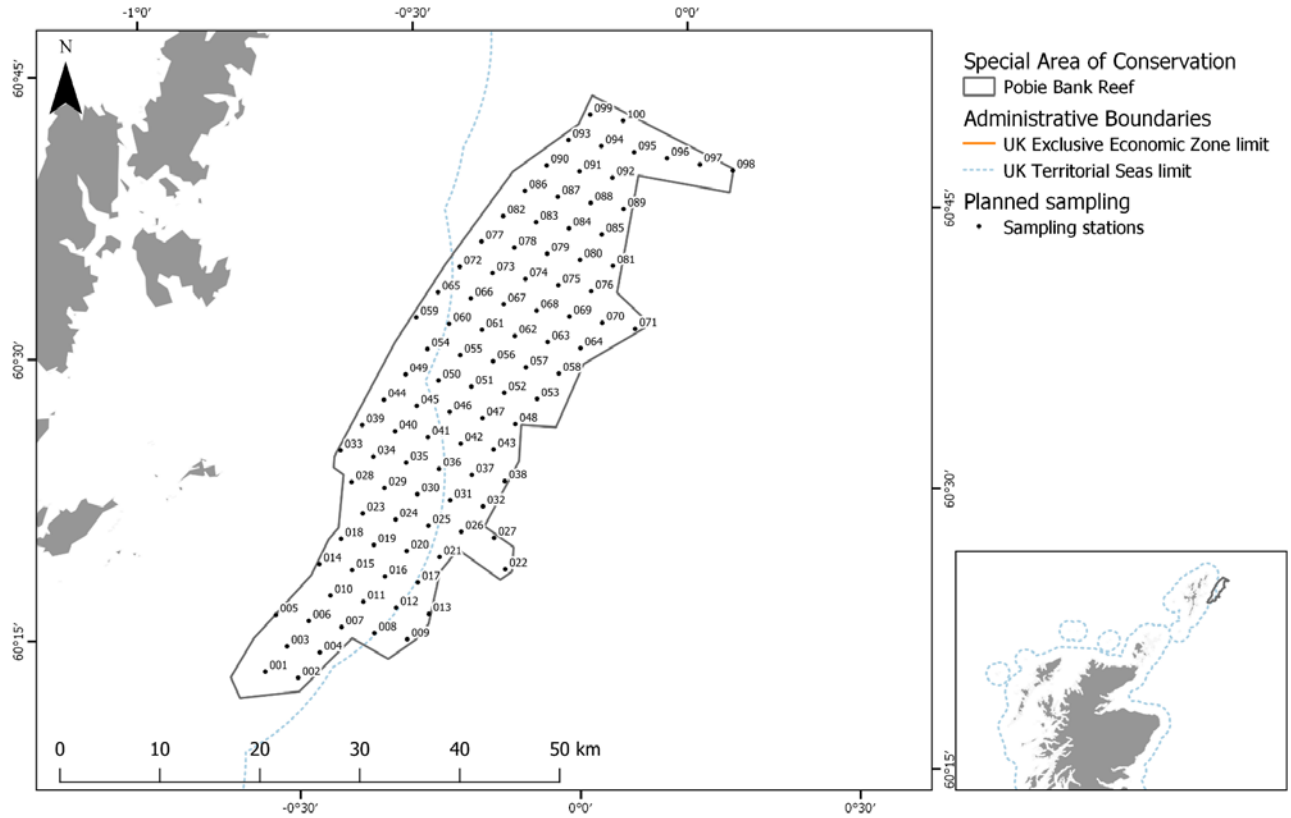 -1°0′ -0°30′ 0°0′
N
60°45′
60°30′
60°15′
60°45′
60°30′
60°15′
099 100
093 094 095 096 097 098
090 091 092
086 087 088 089
082 083 084 085
077 078 079 080 081
072 073 074 075 076
065 066 067 068 069 070 071
059 060 061 062 063 064
054 055 056 057 058
049 050 051 052 053
044 045 046 047 048
039 040 041 042 043
033 034 035 036 037 038
028 029 030 031 032
023 024 025 026 027
018 019 020 021 022
014 015 016 017
010 011 012 013
005 006 007 008 009
003 004
001 002
0 10 20 30 40 50 km
-0°30′ 0°0′ 0°30′
Special Area of Conservation
Pobie Bank Reef
Administrative Boundaries
UK Exclusive Economic Zone limit
UK Territorial Seas limit
Planned sampling
Sampling stations